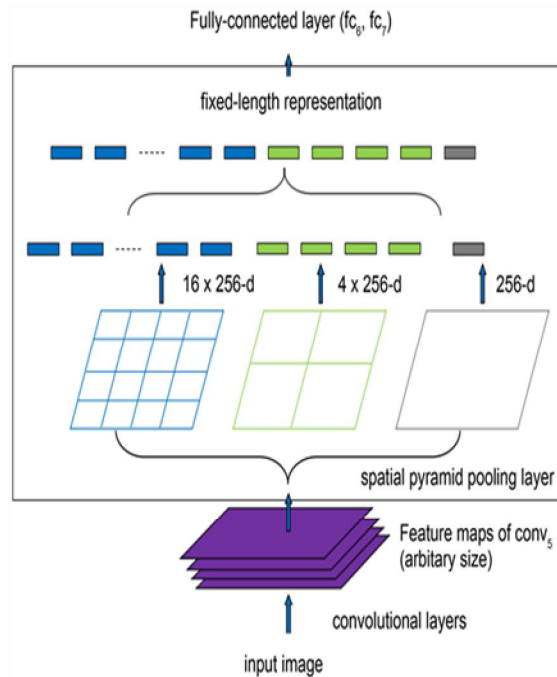 Fully-connected layer (fc6, fc7)
fixed-length representation
16 x 256-d
4 x 256-d
256-d
spatial pyramid pooling layer
Feature maps of conv5
(arbitary size)
convolutional layers
input image